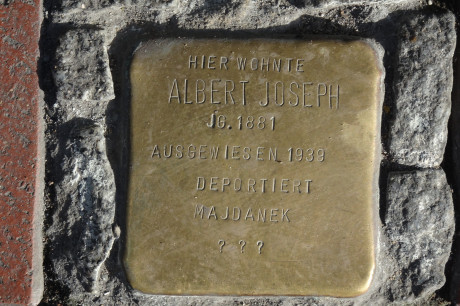 HIER WOHNTE
ALBERT JOSEPH
JG. 1881
AUSGEWIESEN 1939
DEPORTIERT
MAJDANEK
? ? ?